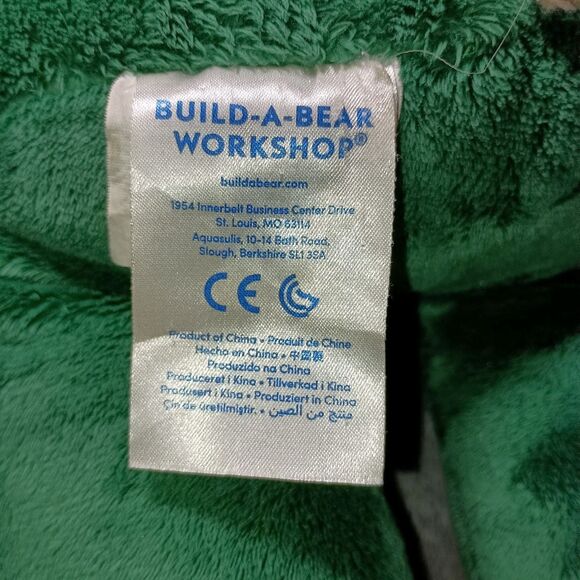 BUILD-A-BEAR
WORKSHOP®
buildabear.com
1954 Innerbelt Business Center Drive
St. Louis, MO 63114
Aquasulis, 10-14 Bath Road,
Slough, Berkshire SL1 3SA
CE
Product of China • Produit de Chine
Hecho en China • 中国製
Produzido na China
Produceret i Kina • Tillverkad i Kina
Produsert i Kina • Produziert in China
Çin'de üretilmiştir. • منتج من الصين